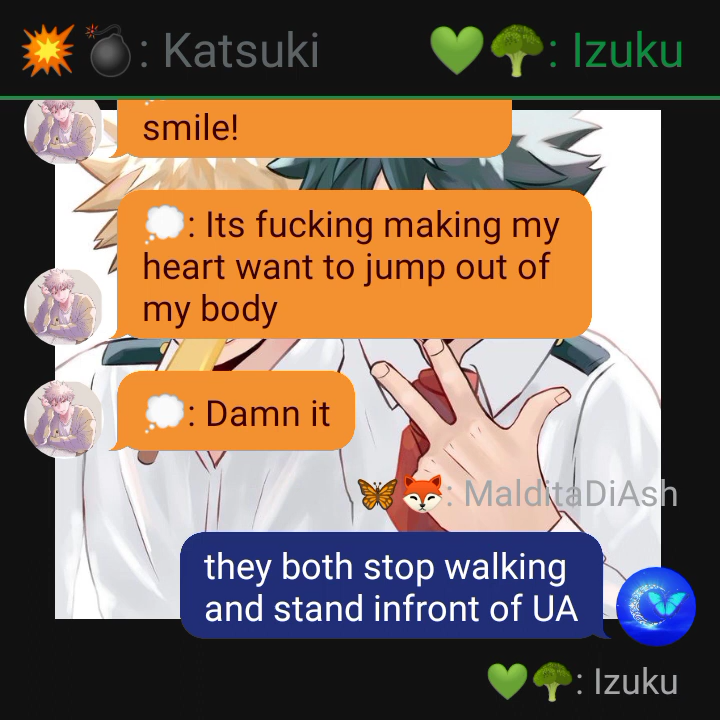 💥💣: Katsuki
💚🥦: Izuku
smile!
💭: Its fucking making my
heart want to jump out of
my body
💭: Damn it
🦋🦊: MalditaDiAsh
they both stop walking
and stand infront of UA
💚🥦: Izuku